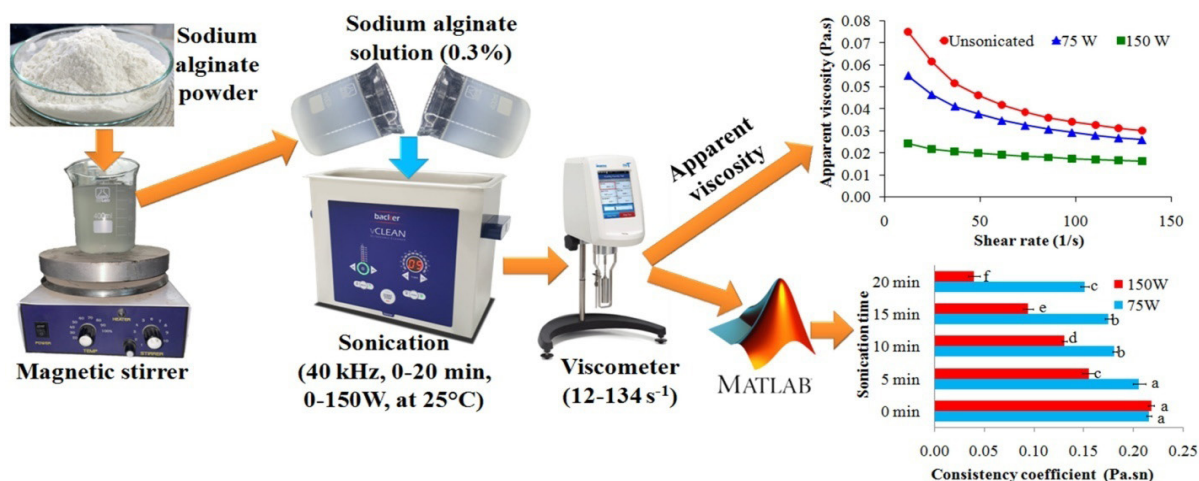 Sodium
alginate
powder
Magnetic stirrer
POWER
HEATER
TEMP
STIRRER
Sodium alginate
solution (0.3%)
backer
vCLEAN
Sonication
(40 kHz, 0-20 min,
0-150W, at 25°C)
Viscometer
(12-134 s⁻¹)
Apparent
viscosity
MATLAB
Apparent viscosity (Pa.s)
0.08
0.07
0.06
0.05
0.04
0.03
0.02
0.01
0.00
Unsonicated 75 W 150 W
0 50 100 150
Shear rate (1/s)
Sonication time
20 min
15 min
10 min
5 min
0 min
f
c
e
b
d
b
c
a
a
a
150W
75W
0.00 0.05 0.10 0.15 0.20 0.25
Consistency coefficient (Pa.sn)